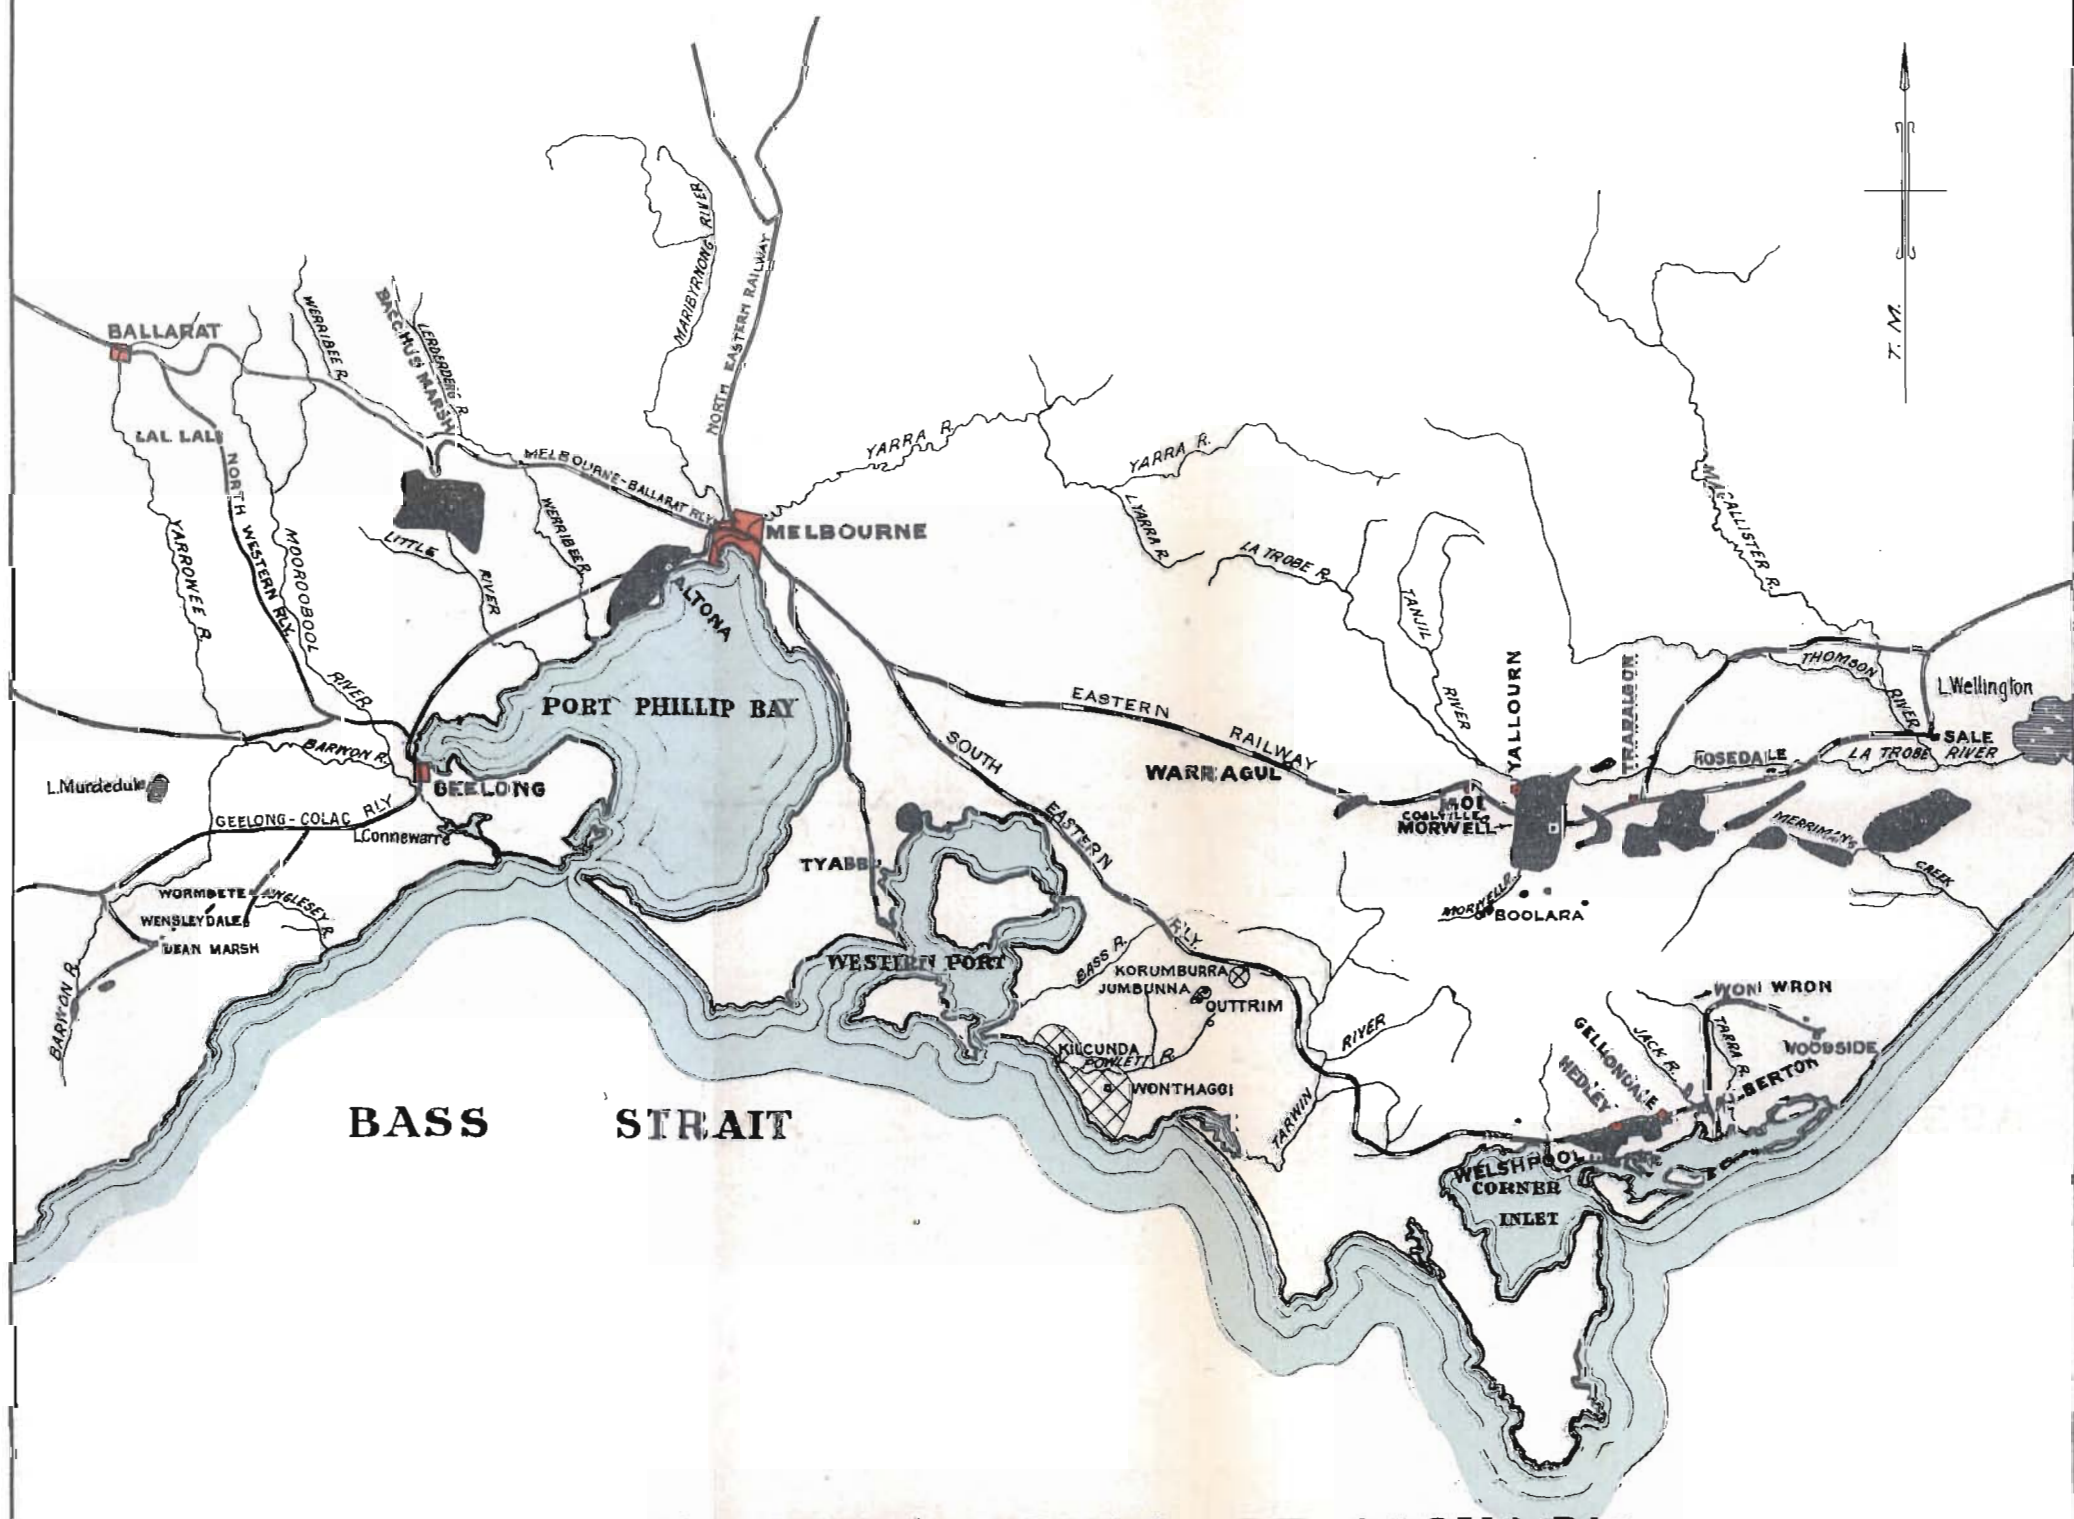 T. M.
MARIBYRNONG RIVER
NORTH EASTERN RAILWAY
BALLARAT
WERRIBEE R.
BACCHUS MARSH
LERDERDERG R.
LAL LAL
NORTH WESTERN RLY.
MELBOURNE-BALLARAT RLY.
YARRA R.
YARRA R.
L. YARRA R.
MACALLISTER R.
MELBOURNE
YARROWEE R.
MOOROOBOOL
RIVER
LITTLE
RIVER
WERRIBEE R.
ALTONA
LA TROBE R.
TANJIL
RIVER
YALLOURN
THOMSON
RIVER
L. Wellington
PORT PHILLIP BAY
EASTERN
RAILWAY
SOUTH
EASTERN
RLY.
WARRAGUL
ROSEDALE
SALE
LA TROBE RIVER
BARWON R.
L. Murdeduke
GEELONG
GEELONG-COLAC RLY
L. Connewarre
COALVILLE
MORWELL
MERRIMAN'S
CREEK
TYABB
WORMBETE
ANGLESEY R.
WENSLEYDALE
DEAN MARSH
BARWON R.
MORWELL R.
BOOLARA
WESTERN PORT
BASS R.
KORUMBURRA
JUMBUNNA
OUTTRIM
KILCUNDA
POWLETT R.
WONTHAGGI
RIVER
TARWIN
WON WRON
GELLIONDALE
HEDLEY
JACK R.
TARRA R.
WOODSIDE
BERTON
BASS STRAIT
WELSHPOOL
CORNER
INLET